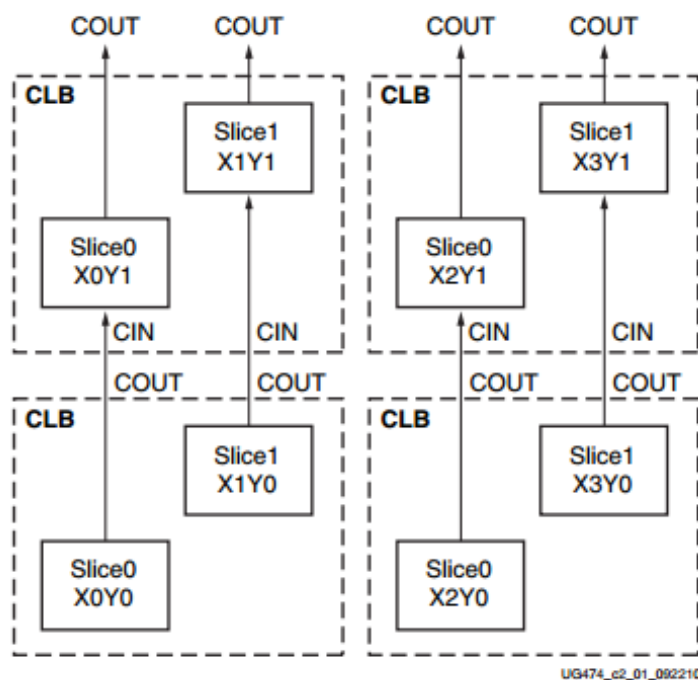 COUT COUT COUT COUT
CLB CLB
Slice1
X1Y1
Slice1
X3Y1
Slice0
X0Y1
Slice0
X2Y1
CIN CIN CIN CIN
COUT COUT COUT COUT
CLB CLB
Slice1
X1Y0
Slice1
X3Y0
Slice0
X0Y0
Slice0
X2Y0
UG474_c2_01_092210